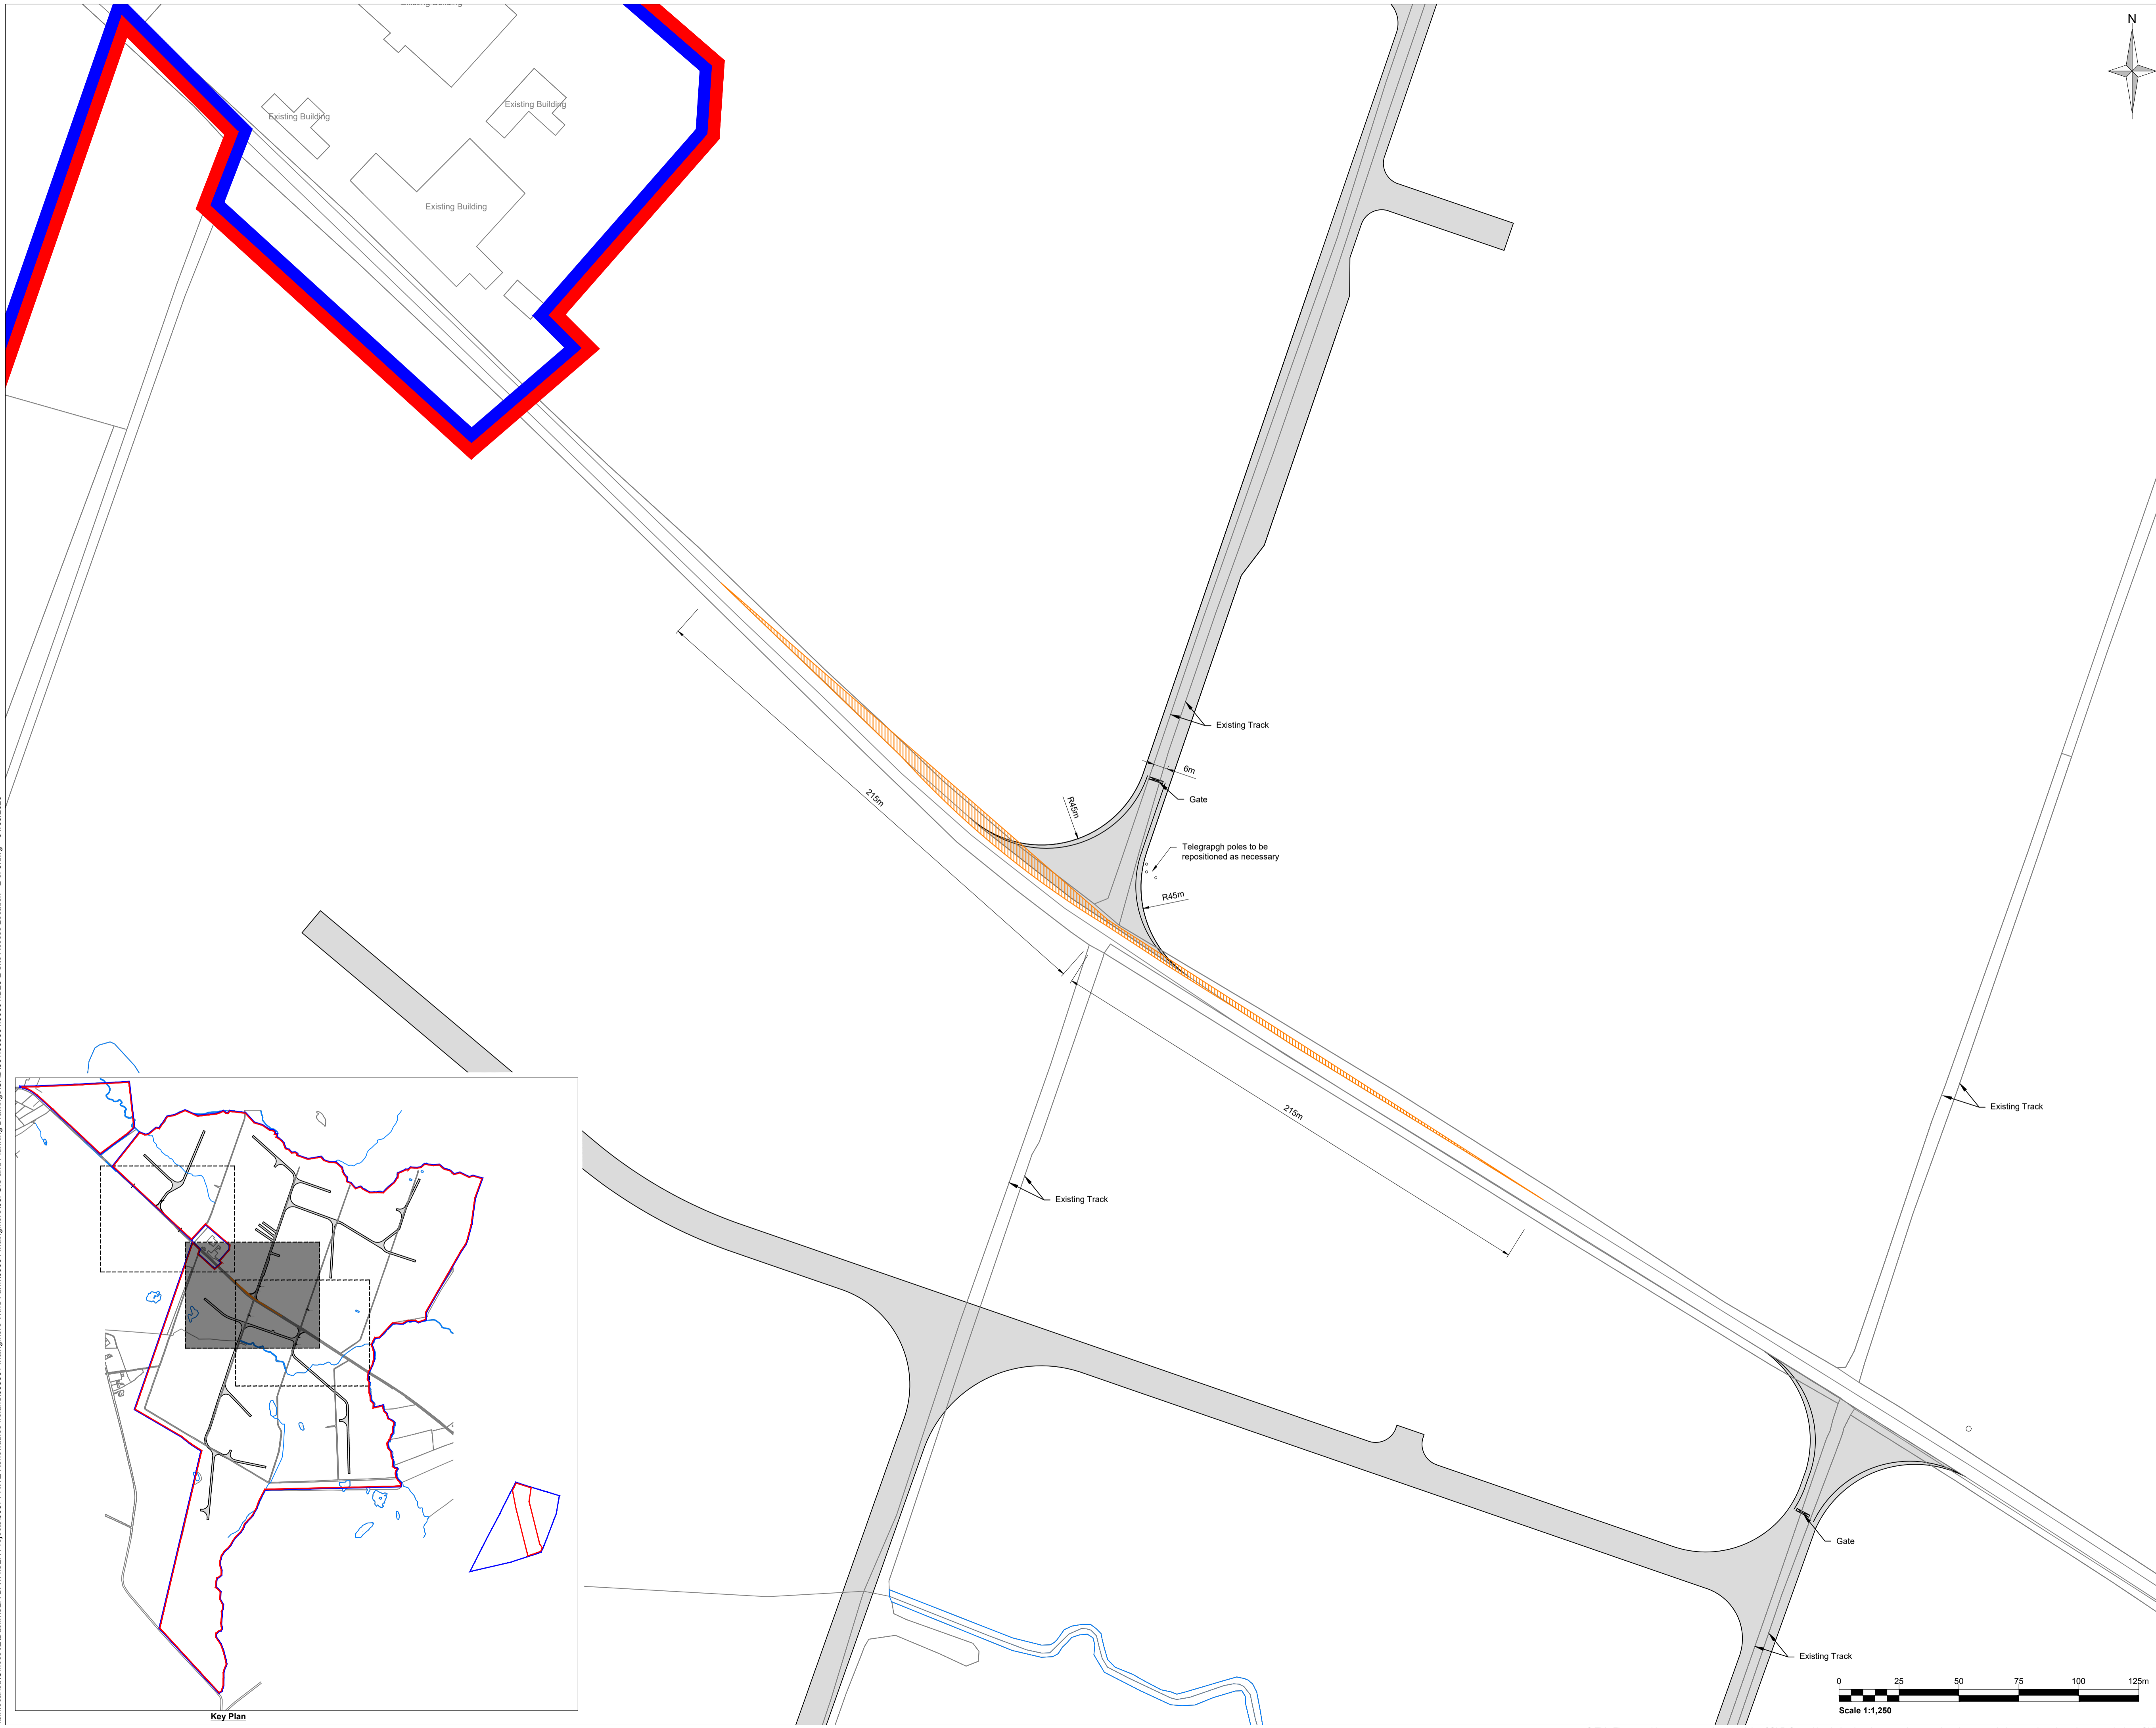 N
Existing Building
Existing Building
Existing Building
Existing Track
6m
Gate
R45m
215m
Telegrapgh poles to be
repositioned as necessary
R45m
215m
Existing Track
Existing Track
Gate
Existing Track
0 25 50 75 100 125m
Scale 1:1,250
Key Plan